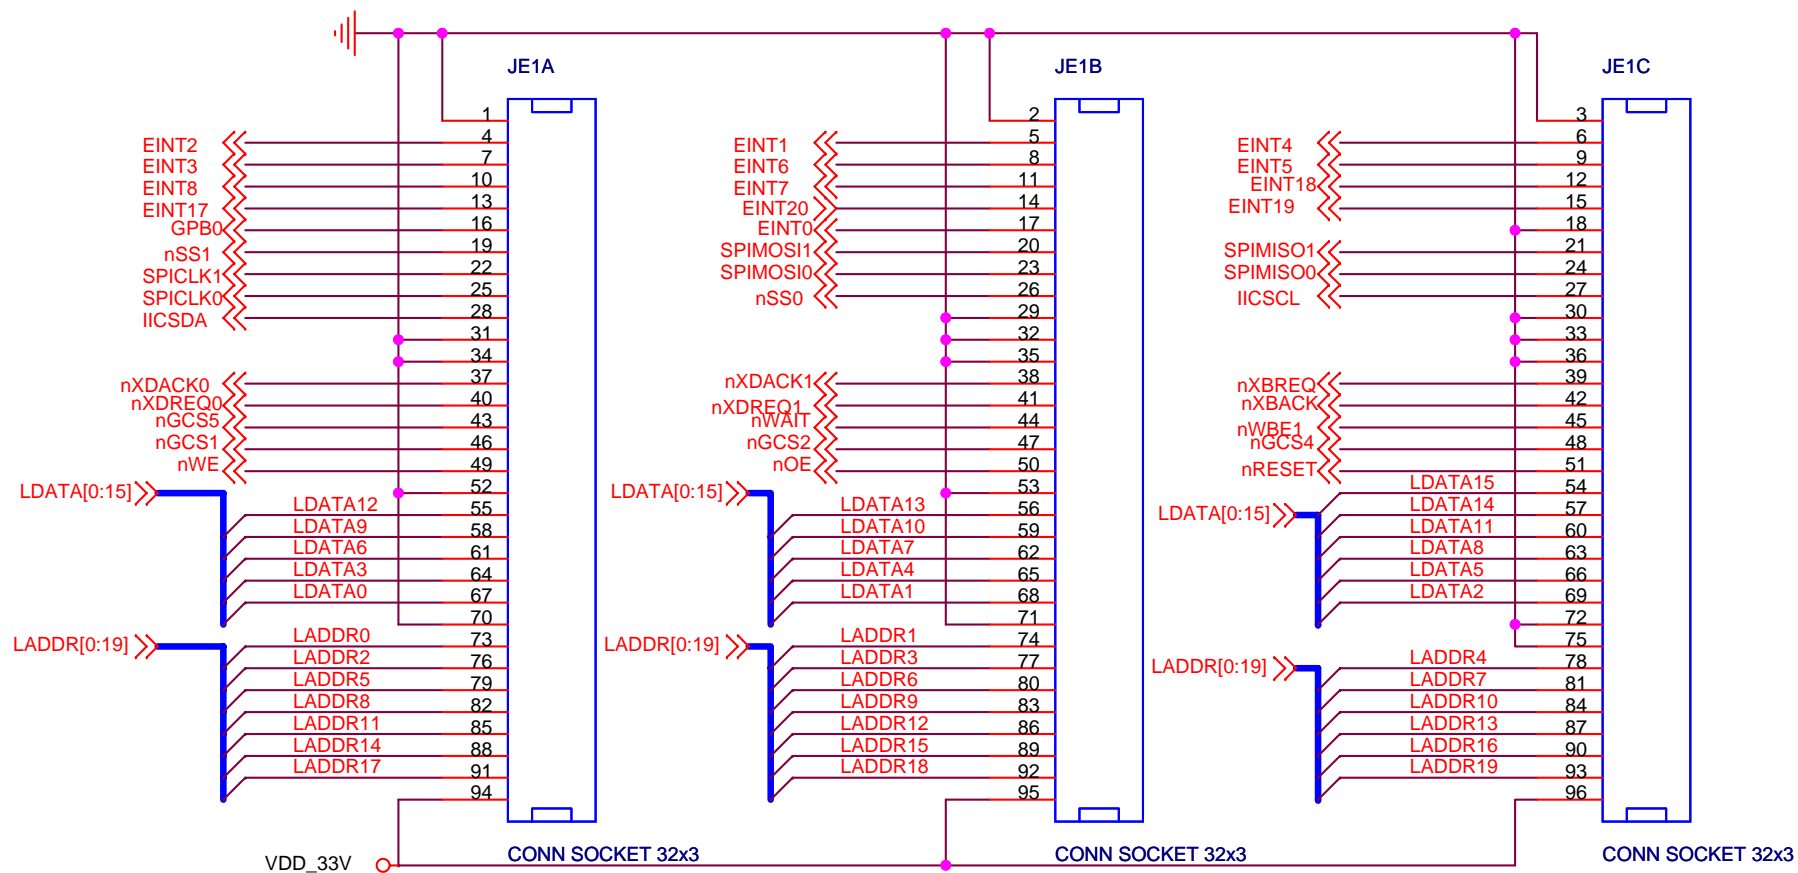 JE1A JE1B JE1C
1 2 3
EINT2 4 EINT1 5 EINT4 6
EINT3 7 EINT6 8 EINT5 9
EINT8 10 EINT7 11 EINT18 12
EINT17 13 EINT20 14 EINT19 15
GPB0 16 EINT0 17 18
nSS1 19 SPIMOSI1 20 SPIMISO1 21
SPICLK1 22 SPIMOSI0 23 SPIMISO0 24
SPICLK0 25 nSS0 26 IICSCL 27
IICSDA 28 29 30
31 32 33
34 35 36
nXDACK0 37 nXDACK1 38 nXBREQ 39
nXDREQ0 40 nXDREQ1 41 nXBACK 42
nGCS5 43 nWAIT 44 nWBE1 45
nGCS1 46 nGCS2 47 nGCS4 48
nWE 49 nOE 50 nRESET 51
LDATA[0:15] 52 LDATA[0:15] 53 LDATA15 54
LDATA12 55 LDATA13 56 LDATA[0:15] LDATA14 57
LDATA9 58 LDATA10 59 LDATA11 60
LDATA6 61 LDATA7 62 LDATA8 63
LDATA3 64 LDATA4 65 LDATA5 66
LDATA0 67 LDATA1 68 LDATA2 69
70 71 72
LADDR[0:19] LADDR0 73 LADDR[0:19] LADDR1 74 75
LADDR2 76 LADDR3 77 LADDR[0:19] LADDR4 78
LADDR5 79 LADDR6 80 LADDR7 81
LADDR8 82 LADDR9 83 LADDR10 84
LADDR11 85 LADDR12 86 LADDR13 87
LADDR14 88 LADDR15 89 LADDR16 90
LADDR17 91 LADDR18 92 LADDR19 93
94 95 96
VDD_33V CONN SOCKET 32x3 CONN SOCKET 32x3 CONN SOCKET 32x3